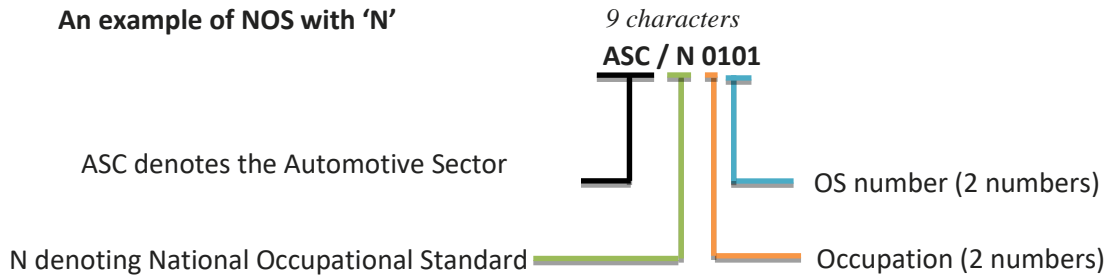 An example of NOS with ‘N’
9 characters
ASC / N 0101
ASC denotes the Automotive Sector
OS number (2 numbers)
N denoting National Occupational Standard
Occupation (2 numbers)